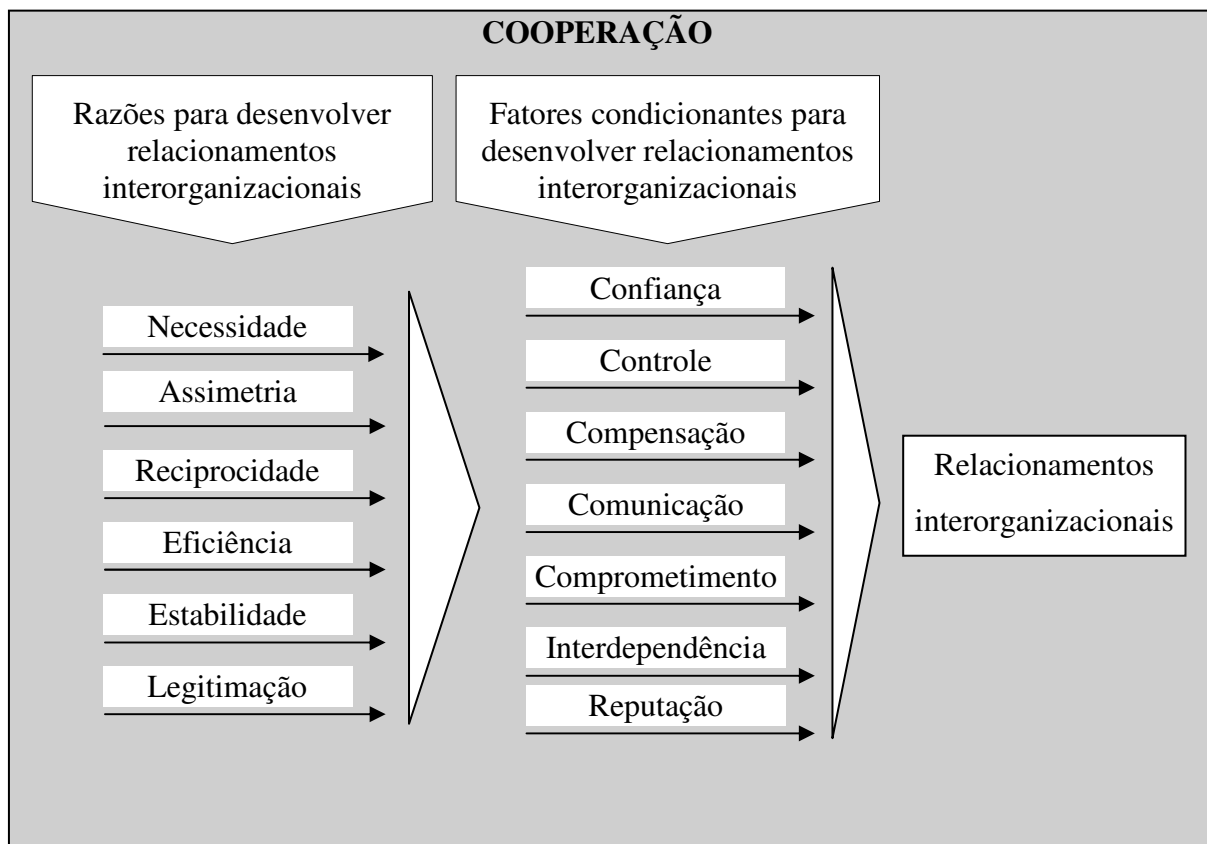 COOPERAÇÃO
Razões para desenvolver
relacionamentos
interorganizacionais
Fatores condicionantes para
desenvolver relacionamentos
interorganizacionais
Necessidade
Assimetria
Reciprocidade
Eficiência
Estabilidade
Legitimação
Confiança
Controle
Compensação
Comunicação
Comprometimento
Interdependência
Reputação
Relacionamentos
interorganizacionais